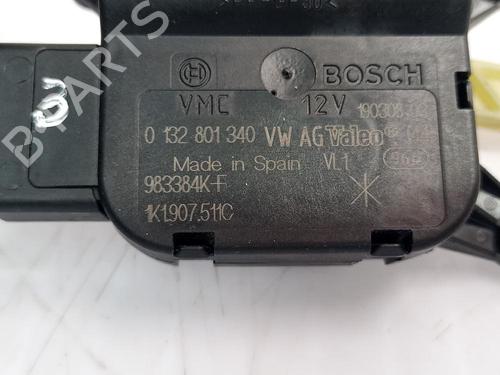 BOSCH
VMC 12V
0 132 801 340 VW AG Valeo
Made in Spain VL1
983384K-F
1K1.907.511C
B-PARTS